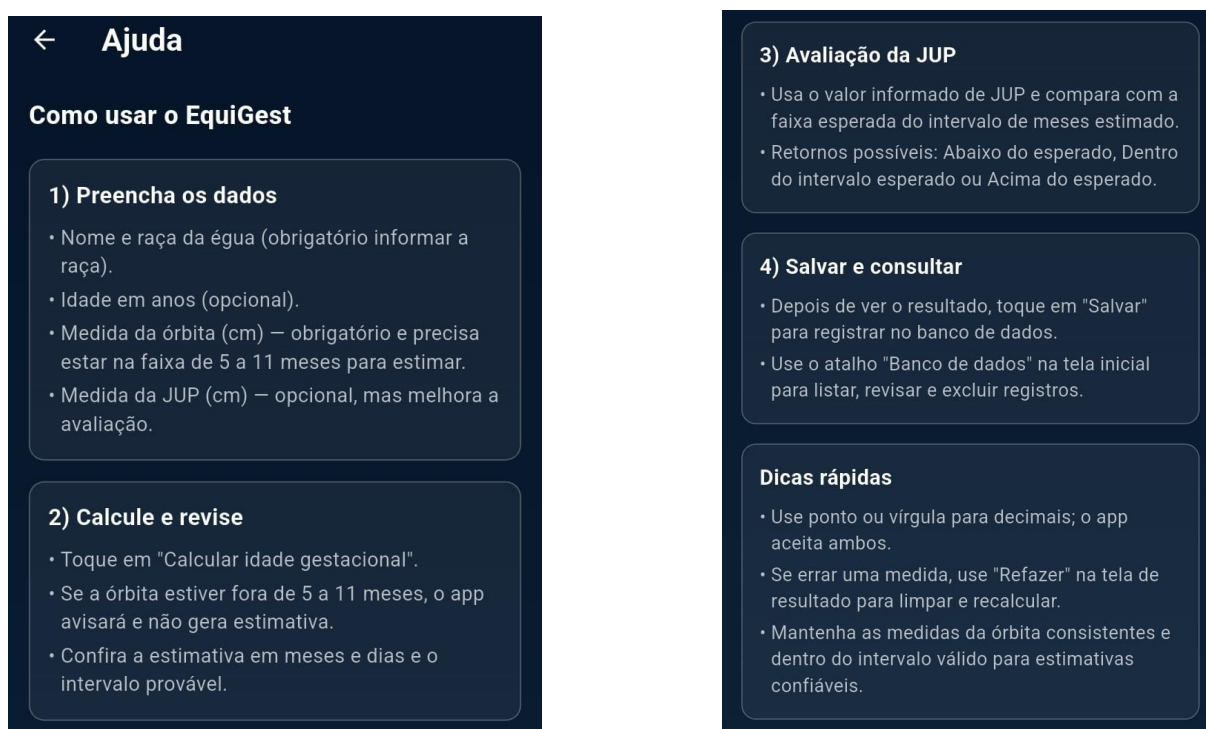 Ajuda
Como usar o EquiGest
1) Preencha os dados
• Nome e raça da égua (obrigatório informar a
raça).
• Idade em anos (opcional).
• Medida da órbita (cm) — obrigatório e precisa
estar na faixa de 5 a 11 meses para estimar.
• Medida da JUP (cm) — opcional, mas melhora a
avaliação.
2) Calcule e revise
• Toque em "Calcular idade gestacional".
• Se a órbita estiver fora de 5 a 11 meses, o app
avisará e não gera estimativa.
• Confira a estimativa em meses e dias e o
intervalo provável.
3) Avaliação da JUP
• Usa o valor informado de JUP e compara com a
faixa esperada do intervalo de meses estimado.
• Retornos possíveis: Abaixo do esperado, Dentro
do intervalo esperado ou Acima do esperado.
4) Salvar e consultar
• Depois de ver o resultado, toque em "Salvar"
para registrar no banco de dados.
• Use o atalho "Banco de dados" na tela inicial
para listar, revisar e excluir registros.
Dicas rápidas
• Use ponto ou vírgula para decimais; o app
aceita ambos.
• Se errar uma medida, use "Refazer" na tela de
resultado para limpar e recalcular.
• Mantenha as medidas da órbita consistentes e
dentro do intervalo válido para estimativas
confiáveis.